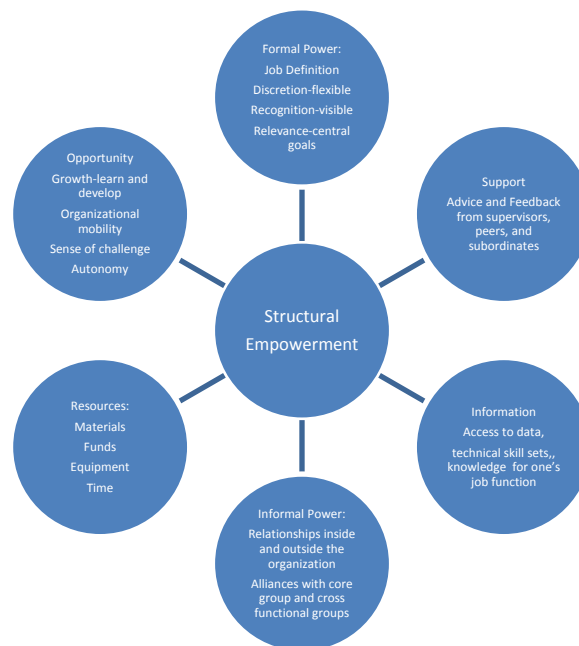 Formal Power:
Job Definition
Discretion-flexible
Recognition-visible
Relevance-central
goals
Opportunity
Growth-learn and
develop
Organizational
mobility
Sense of challenge
Autonomy
Support
Advice and Feedback
from supervisors,
peers, and
subordinates
Structural
Empowerment
Resources:
Materials
Funds
Equipment
Time
Information
Access to data,
technical skill sets,,
knowledge for one's
job function
Informal Power:
Relationships inside
and outside the
organization
Alliances with core
group and cross
functional groups